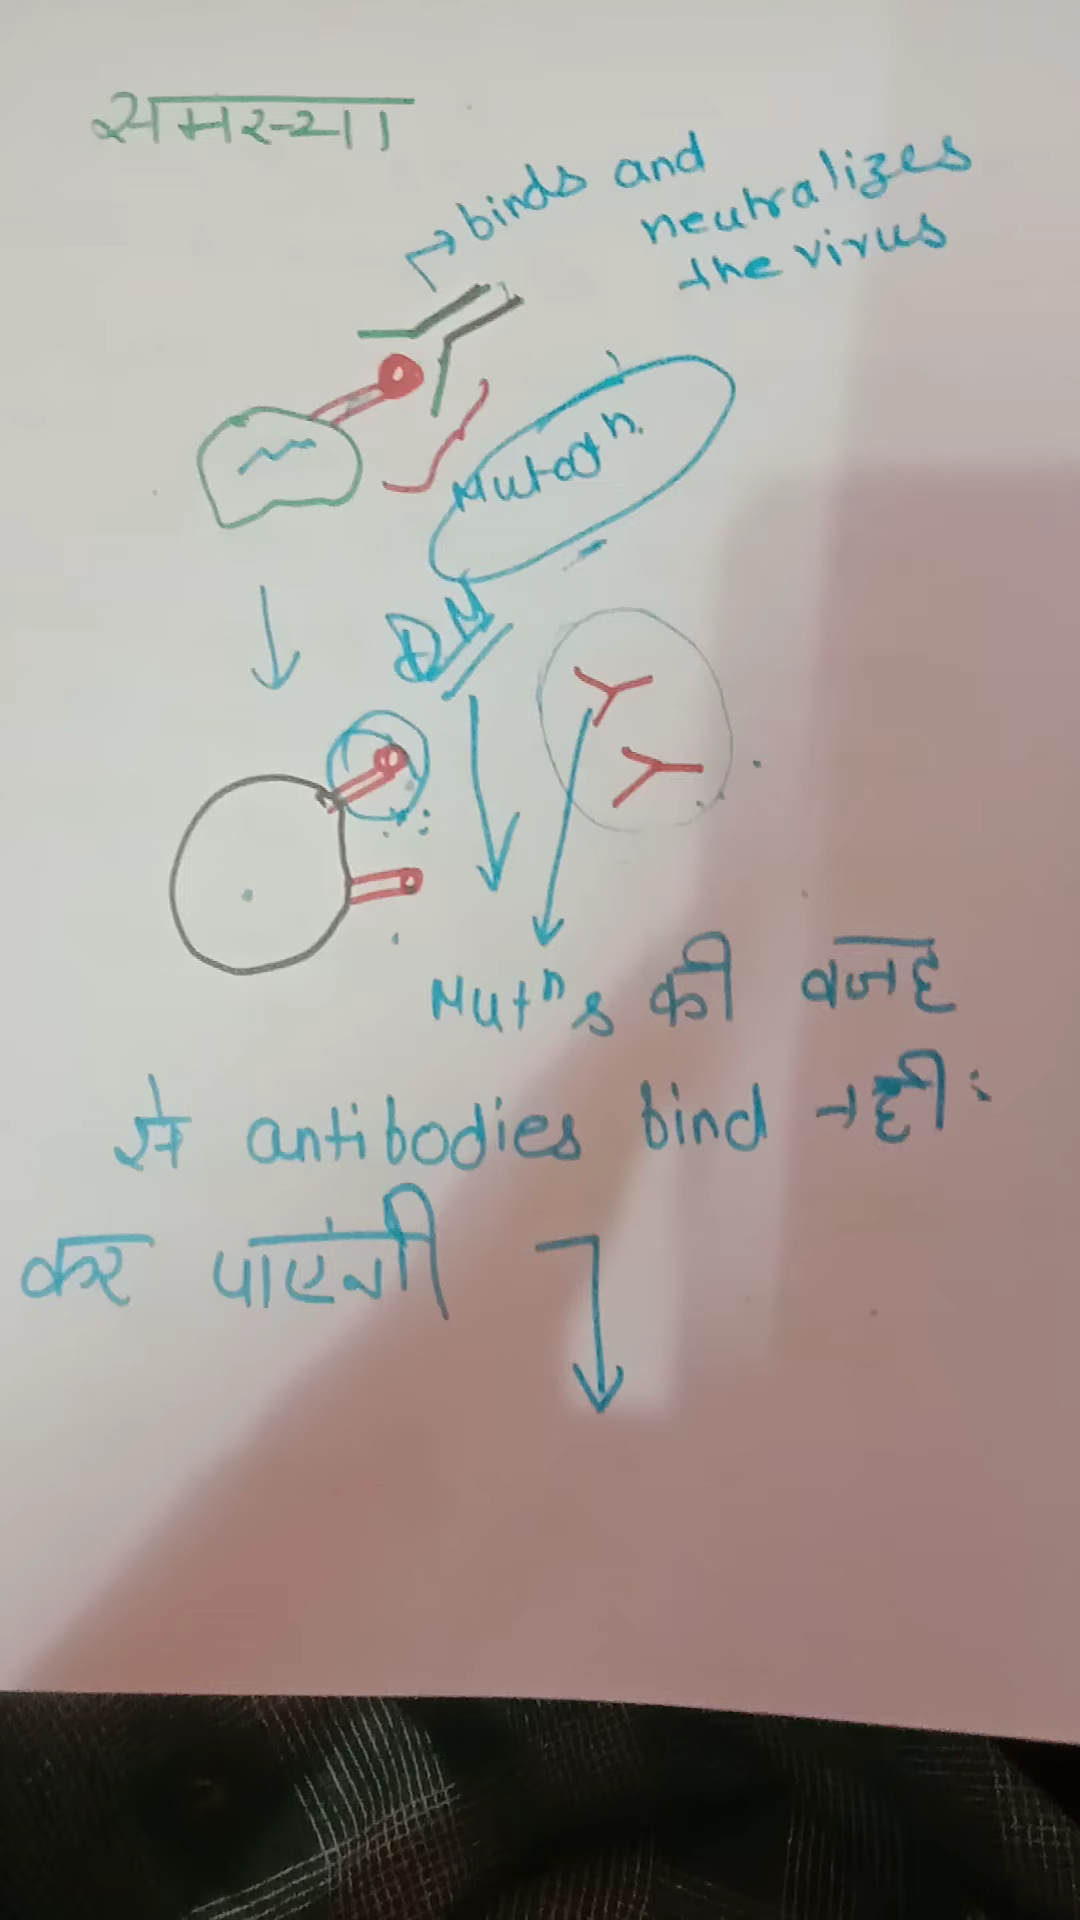 समस्या
binds and
neutralizes
the virus
Mutatⁿ.
Mutⁿs की वजह
से antibodies bind नहीं
कर पाएंगी